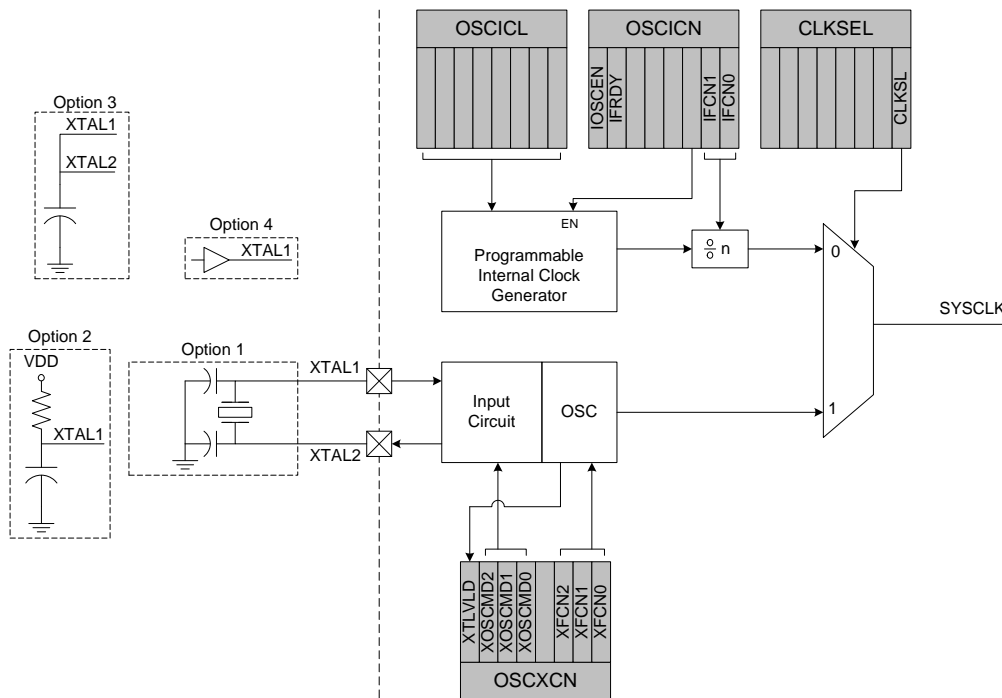 OSCICL
OSCICN
CLKSEL
IOSCEN
IFRDY
IFCN1
IFCN0
CLKSL
Option 3
XTAL1
XTAL2
Option 4
XTAL1
EN
Programmable
Internal Clock
Generator
n
0
SYSCLK
Option 2
VDD
XTAL1
Option 1
XTAL1
XTAL2
Input
Circuit
OSC
1
XTLVLD
XOSCMD2
XOSCMD1
XOSCMD0
XFCN2
XFCN1
XFCN0
OSCXCN